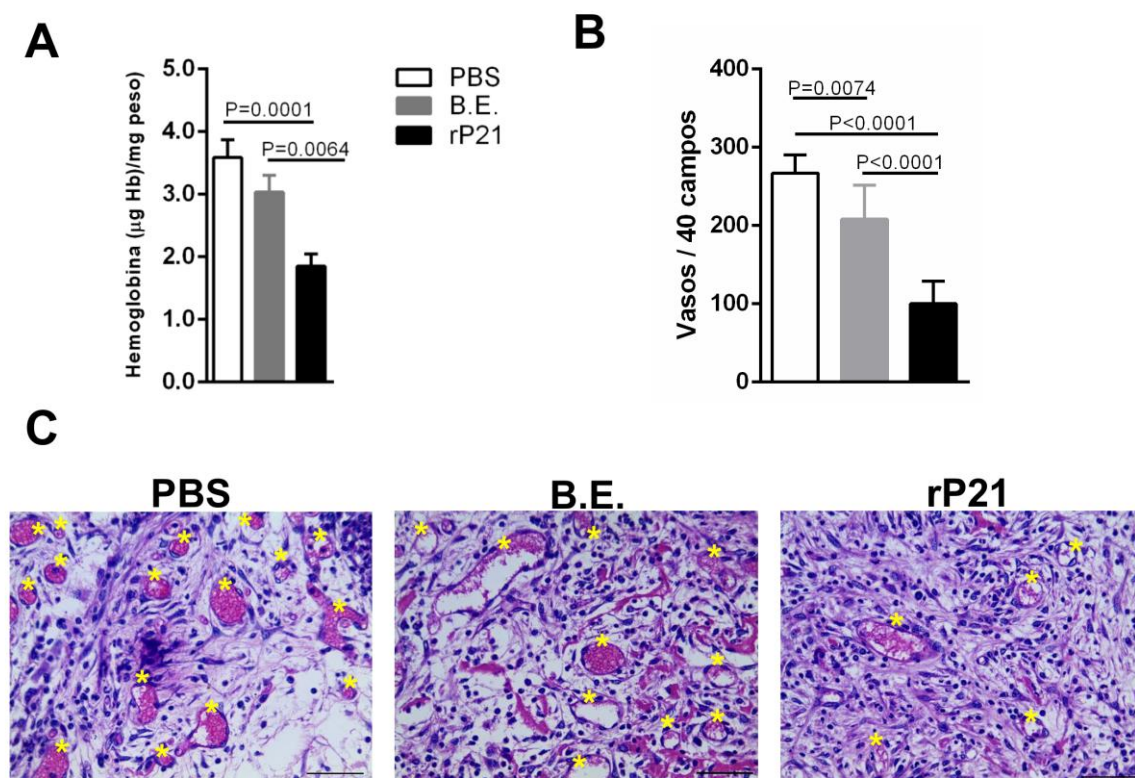 A
Hemoglobina (µg Hb)/mg peso
5.0
4.0
3.0
2.0
1.0
0.0
P=0.0001
P=0.0064
PBS
B.E.
rP21
B
Vasos / 40 campos
400
300
200
100
0
P=0.0074
P<0.0001
P<0.0001
C
PBS
B.E.
rP21